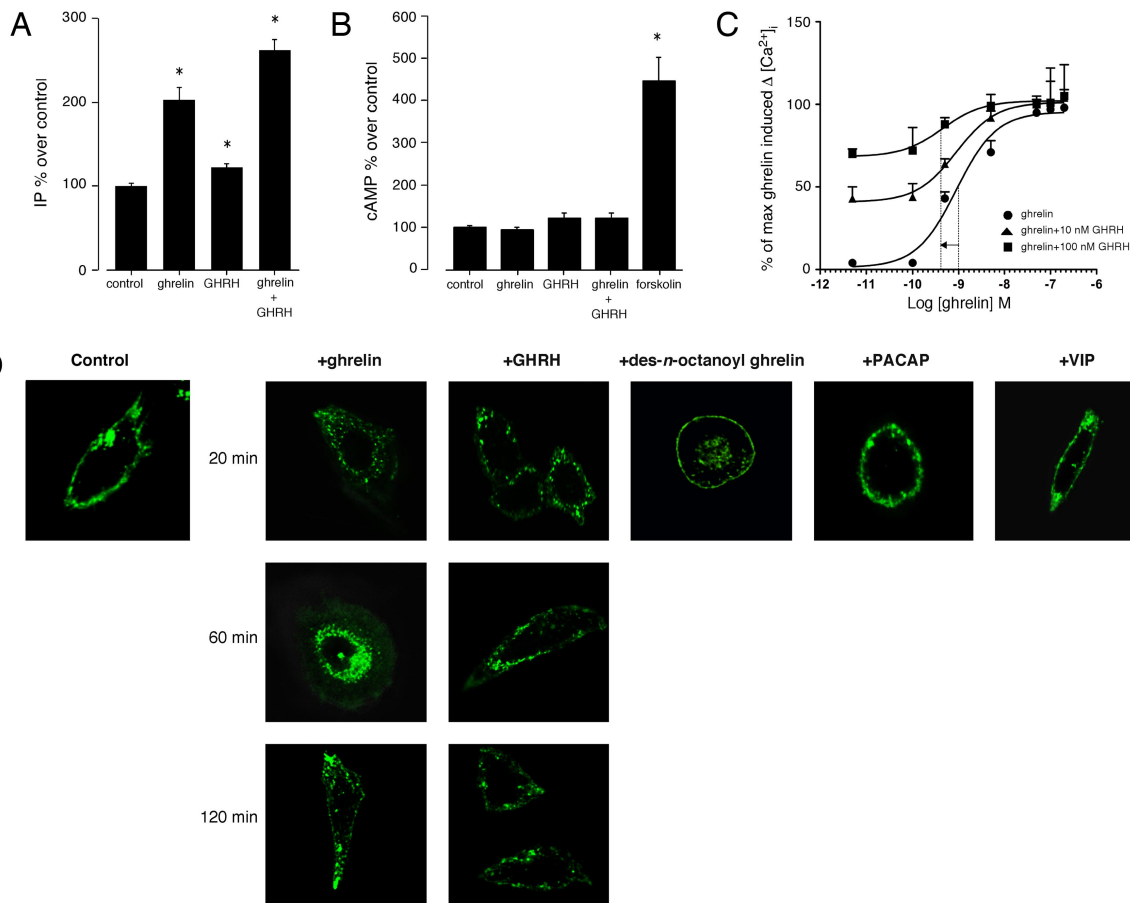 A
IP % over control
300
200
100
0
*
*
*
control
ghrelin
GHRH
ghrelin
+
GHRH
B
cAMP % over control
600
500
400
300
200
100
0
*
control
ghrelin
GHRH
ghrelin
+
GHRH
forskolin
C
% of max ghrelin induced Δ [Ca²⁺]i
150
100
50
0
ghrelin
ghrelin+10 nM GHRH
ghrelin+100 nM GHRH
-12 -11 -10 -9 -8 -7 -6
Log [ghrelin] M
Control
+ghrelin
+GHRH
+des-n-octanoyl ghrelin
+PACAP
+VIP
20 min
60 min
120 min